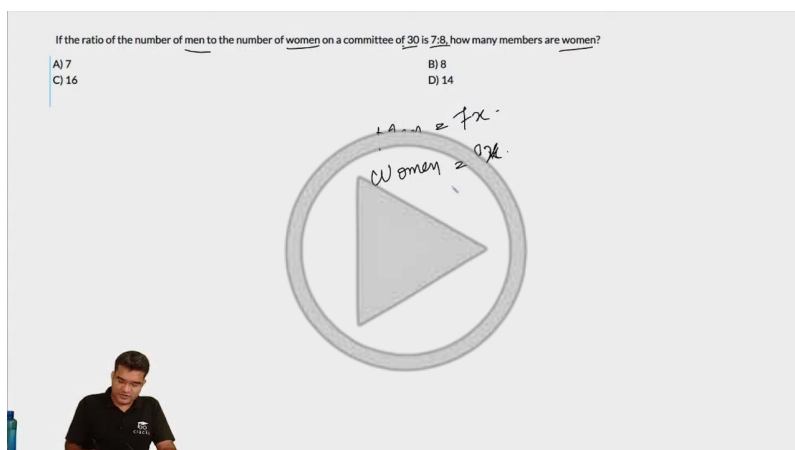 If the ratio of the number of men to the number of women on a committee of 30 is 7:8, how many members are women?
A) 7
B) 8
C) 16
D) 14
= 7x.
Women =